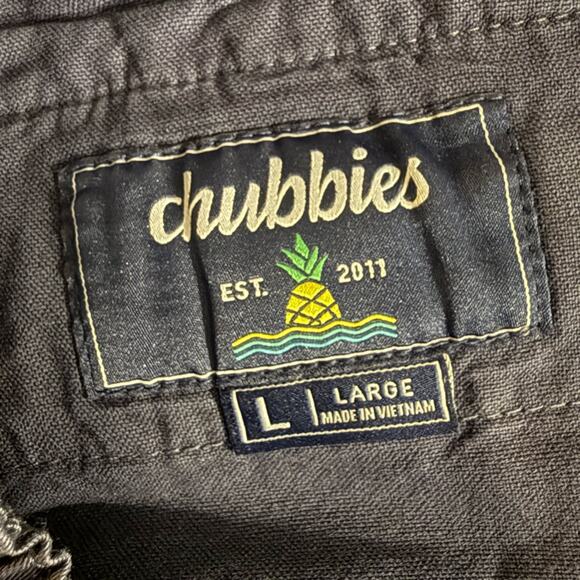 chubbies
EST. 2011
L LARGE
MADE IN VIETNAM